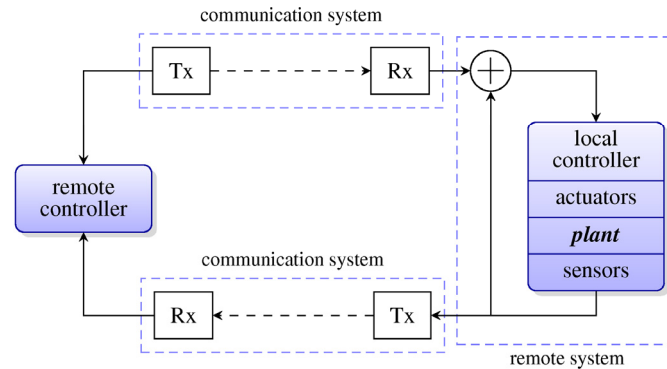 communication system
Tx
Rx
local
controller
actuators
plant
sensors
remote
controller
communication system
Rx
Tx
remote system